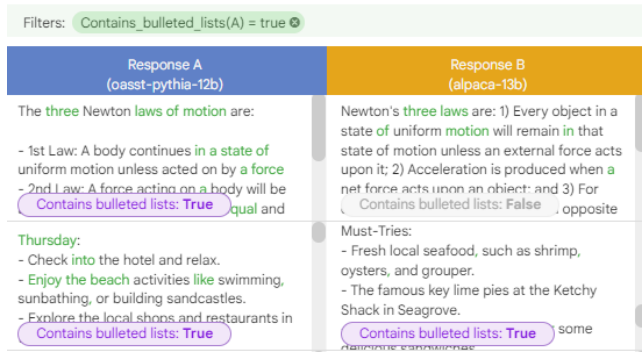 Filters: Contains_bulleted_lists(A) = true
Response A
(oasst-pythia-12b)
Response B
(alpaca-13b)
The three Newton laws of motion are:
- 1st Law: A body continues in a state of
uniform motion unless acted on by a force
- 2nd Law: A force acting on a body will be
equal and
Contains bulleted lists: True
Newton's three laws are: 1) Every object in a
state of uniform motion will remain in that
state of motion unless an external force acts
upon it; 2) Acceleration is produced when a
net force acts upon an object; and 3) For
opposite
Contains bulleted lists: False
Thursday:
- Check into the hotel and relax.
- Enjoy the beach activities like swimming,
sunbathing, or building sandcastles.
- Explore the local shops and restaurants in
Contains bulleted lists: True
Must-Tries:
- Fresh local seafood, such as shrimp,
oysters, and grouper.
- The famous key lime pies at the Ketchy
Shack in Seagrove.
some
delicious sandwiches
Contains bulleted lists: True